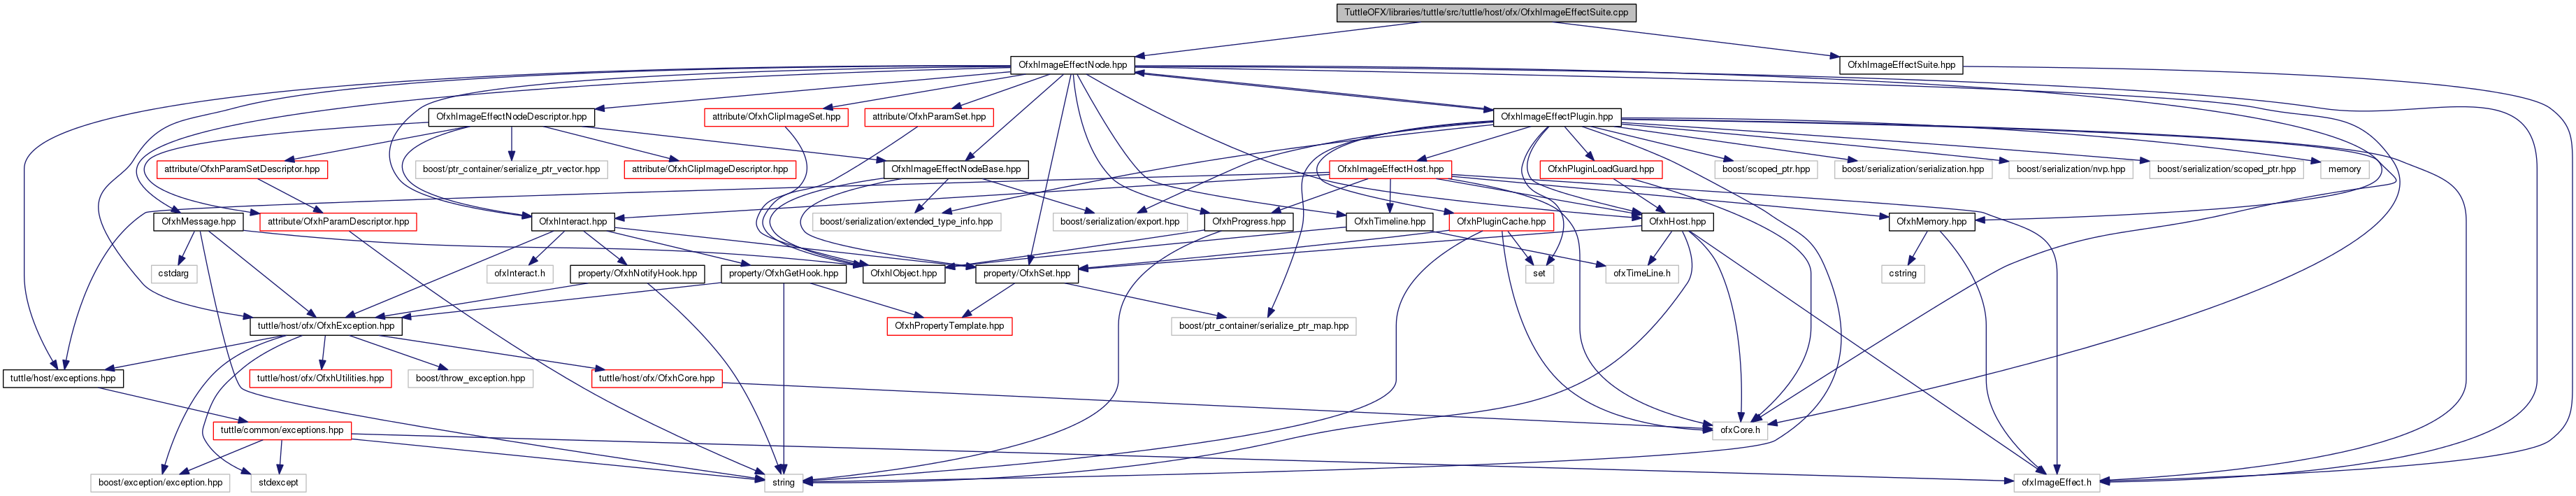 TuttleOFX/libraries/tuttle/src/tuttle/host/ofx/OfxhImageEffectSuite.cpp
OfxhImageEffectNode.hpp
OfxhImageEffectSuite.hpp
OfxhImageEffectNodeDescriptor.hpp
attribute/OfxhClipImageSet.hpp
attribute/OfxhParamSet.hpp
OfxhImageEffectPlugin.hpp
attribute/OfxhParamSetDescriptor.hpp
boost/ptr_container/serialize_ptr_vector.hpp
attribute/OfxhClipImageDescriptor.hpp
OfxhImageEffectNodeBase.hpp
OfxhImageEffectHost.hpp
OfxhPluginLoadGuard.hpp
boost/scoped_ptr.hpp
boost/serialization/serialization.hpp
boost/serialization/nvp.hpp
boost/serialization/scoped_ptr.hpp
memory
OfxhMessage.hpp
attribute/OfxhParamDescriptor.hpp
OfxhInteract.hpp
boost/serialization/extended_type_info.hpp
boost/serialization/export.hpp
OfxhProgress.hpp
OfxhTimeline.hpp
OfxhPluginCache.hpp
OfxhHost.hpp
OfxhMemory.hpp
cstdarg
ofxInteract.h
property/OfxhNotifyHook.hpp
property/OfxhGetHook.hpp
OfxhIObject.hpp
property/OfxhSet.hpp
set
ofxTimeLine.h
cstring
tuttle/host/ofx/OfxhException.hpp
OfxhPropertyTemplate.hpp
boost/ptr_container/serialize_ptr_map.hpp
tuttle/host/exceptions.hpp
tuttle/host/ofx/OfxhUtilities.hpp
boost/throw_exception.hpp
tuttle/host/ofx/OfxhCore.hpp
tuttle/common/exceptions.hpp
ofxCore.h
boost/exception/exception.hpp
stdexcept
string
ofxImageEffect.h